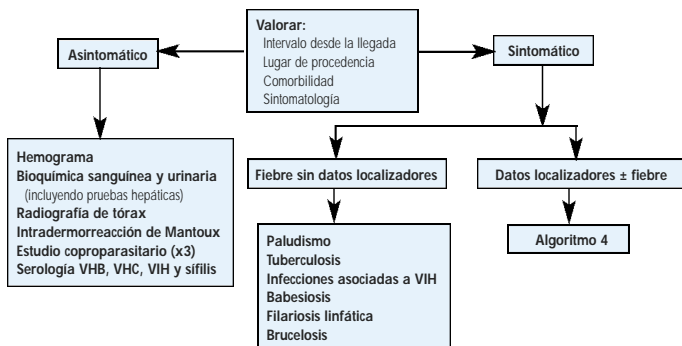 Valorar:
Intervalo desde la llegada
Lugar de procedencia
Comorbilidad
Sintomatología
Asintomático
Sintomático
Hemograma
Bioquímica sanguínea y urinaria
(incluyendo pruebas hepáticas)
Radiografía de tórax
Intradermorreacción de Mantoux
Estudio coproparasitario (x3)
Serología VHB, VHC, VIH y sífilis
Fiebre sin datos localizadores
Datos localizadores ± fiebre
Paludismo
Tuberculosis
Infecciones asociadas a VIH
Babesiosis
Filariosis linfática
Brucelosis
Algoritmo 4